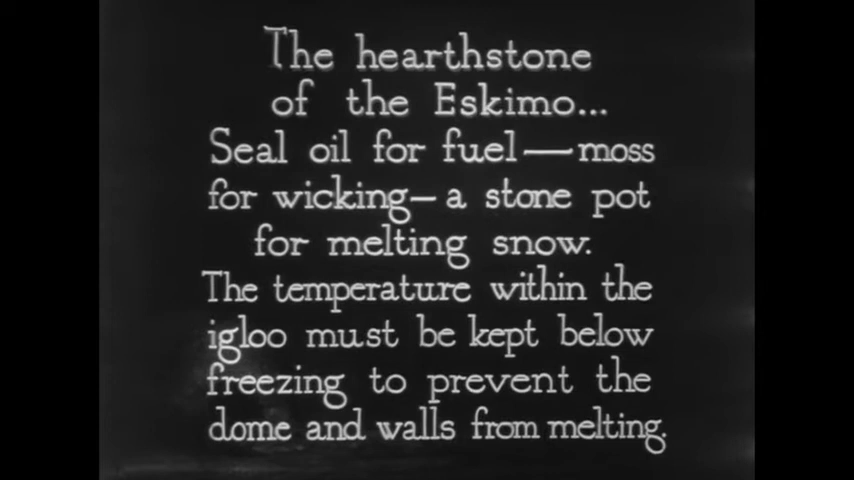 The hearthstone
of the Eskimo...
Seal oil for fuel — moss
for wicking — a stone pot
for melting snow.
The temperature within the
igloo must be kept below
freezing to prevent the
dome and walls from melting.